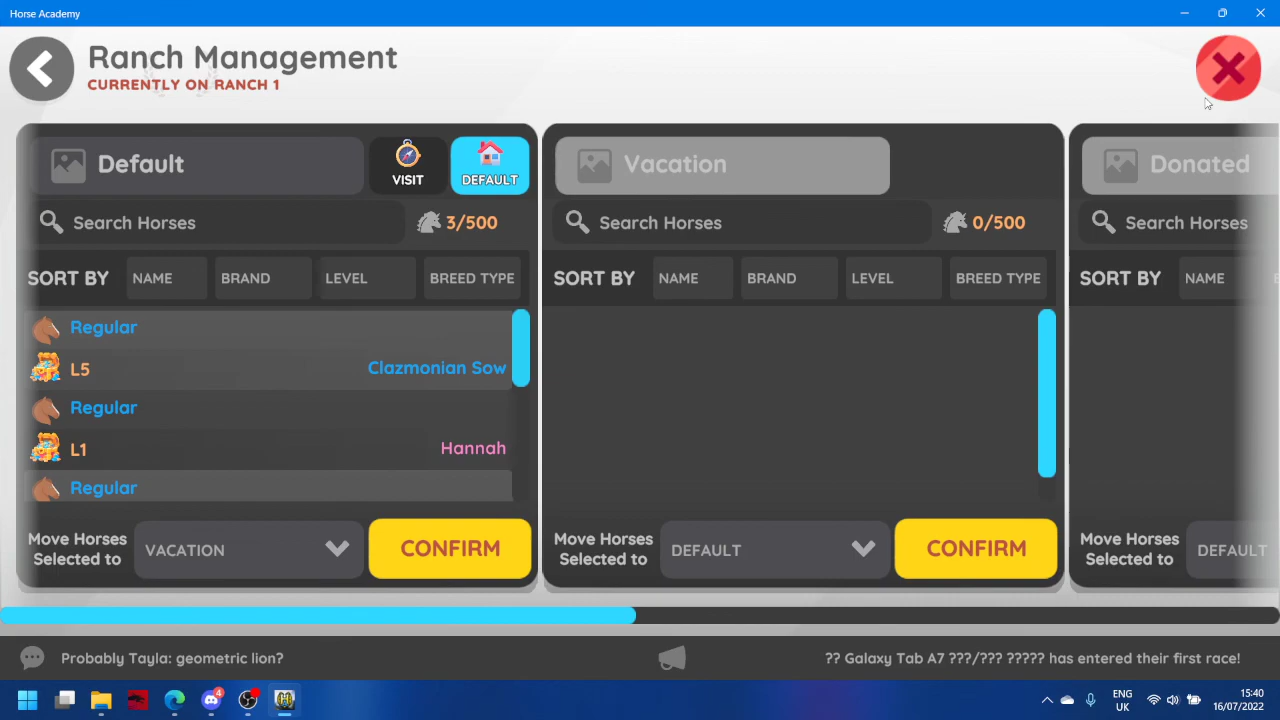 Horse Academy
Ranch Management
CURRENTLY ON RANCH 1
Default
VISIT
DEFAULT
Search Horses
3/500
SORT BY NAME BRAND LEVEL BREED TYPE
Regular
L5 Clazmonian Sow
Regular
L1 Hannah
Regular
Move Horses
Selected to
VACATION
CONFIRM
Vacation
Search Horses
0/500
SORT BY NAME BRAND LEVEL BREED TYPE
Move Horses
Selected to
DEFAULT
CONFIRM
Donated
Search Horses
SORT BY NAME
Move Horses
Selected to
DEFAULT
Probably Tayla: geometric lion?
?? Galaxy Tab A7 ???/??? ????? has entered their first race!
4
ENG
UK
15:40
16/07/2022